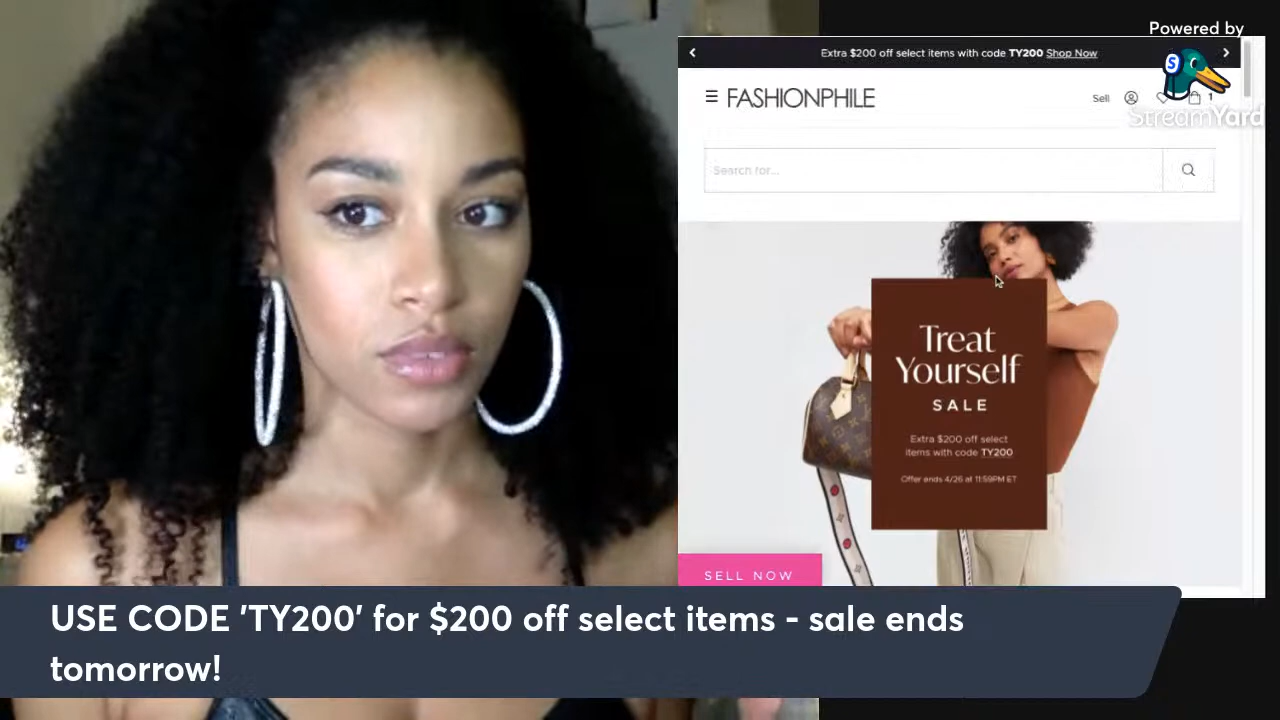 Powered by
StreamYard
Extra $200 off select items with code TY200 Shop Now
FASHIONPHILE
Sell
1
Search for...
Treat
Yourself
SALE
Extra $200 off select
items with code TY200
Offer ends 4/26 at 11:59PM ET
SELL NOW
USE CODE 'TY200' for $200 off select items - sale ends
tomorrow!